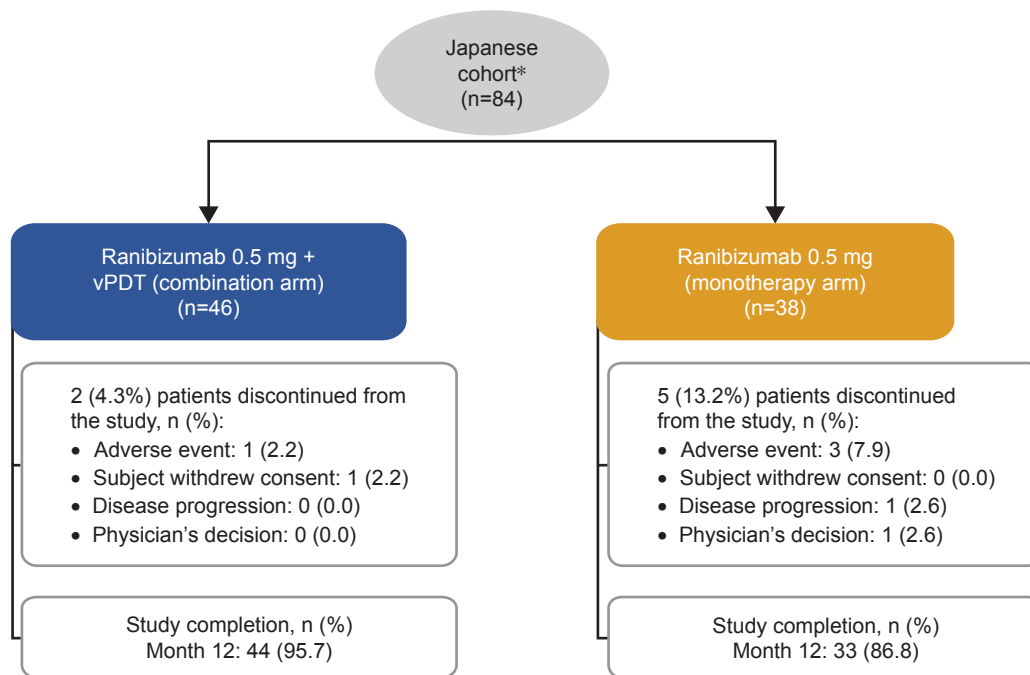 Japanese
cohort*
(n=84)
Ranibizumab 0.5 mg +
vPDT (combination arm)
(n=46)
Ranibizumab 0.5 mg
(monotherapy arm)
(n=38)
2 (4.3%) patients discontinued from
the study, n (%):
• Adverse event: 1 (2.2)
• Subject withdrew consent: 1 (2.2)
• Disease progression: 0 (0.0)
• Physician’s decision: 0 (0.0)
5 (13.2%) patients discontinued
from the study, n (%):
• Adverse event: 3 (7.9)
• Subject withdrew consent: 0 (0.0)
• Disease progression: 1 (2.6)
• Physician’s decision: 1 (2.6)
Study completion, n (%)
Month 12: 44 (95.7)
Study completion, n (%)
Month 12: 33 (86.8)